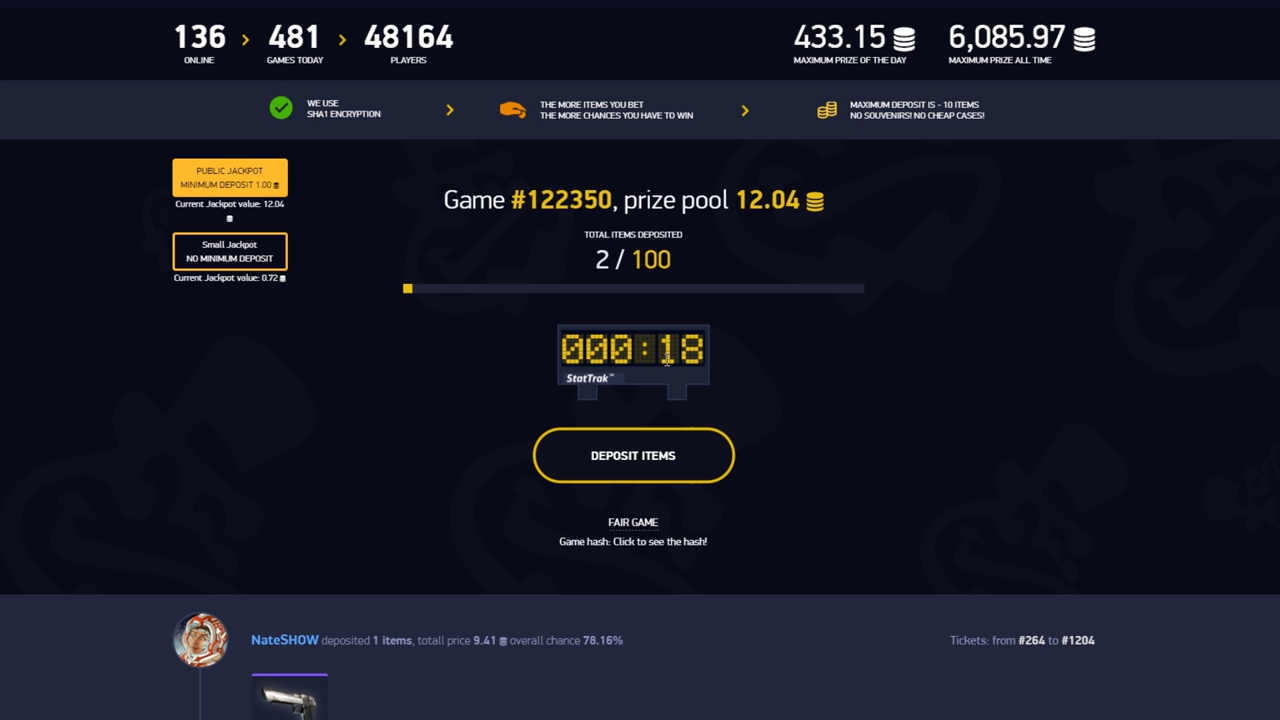 136 > 481 > 48164
ONLINE GAMES TODAY PLAYERS
433.15 6,085.97
MAXIMUM PRIZE OF THE DAY MAXIMUM PRIZE ALL TIME
WE USE
SHA1 ENCRYPTION
THE MORE ITEMS YOU BET
THE MORE CHANCES YOU HAVE TO WIN
MAXIMUM DEPOSIT IS - 10 ITEMS
NO SOUVENIRS! NO CHEAP CASES!
PUBLIC JACKPOT
MINIMUM DEPOSIT 1.00
Current Jackpot value: 12.04
Small Jackpot
NO MINIMUM DEPOSIT
Current Jackpot value: 0.72
Game #122350, prize pool 12.04
TOTAL ITEMS DEPOSITED
2 / 100
000:18
StatTrak™
DEPOSIT ITEMS
FAIR GAME
Game hash: Click to see the hash!
NateSHOW deposited 1 items, totall price 9.41 overall chance 78.16%
Tickets: from #264 to #1204